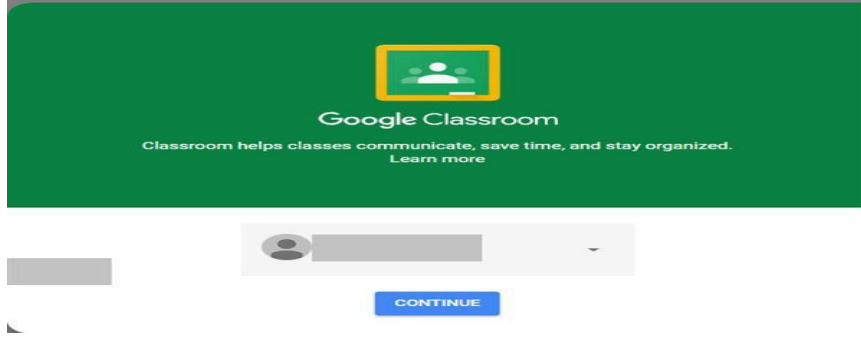 Google Classroom
Classroom helps classes communicate, save time, and stay organized.
Learn more
CONTINUE